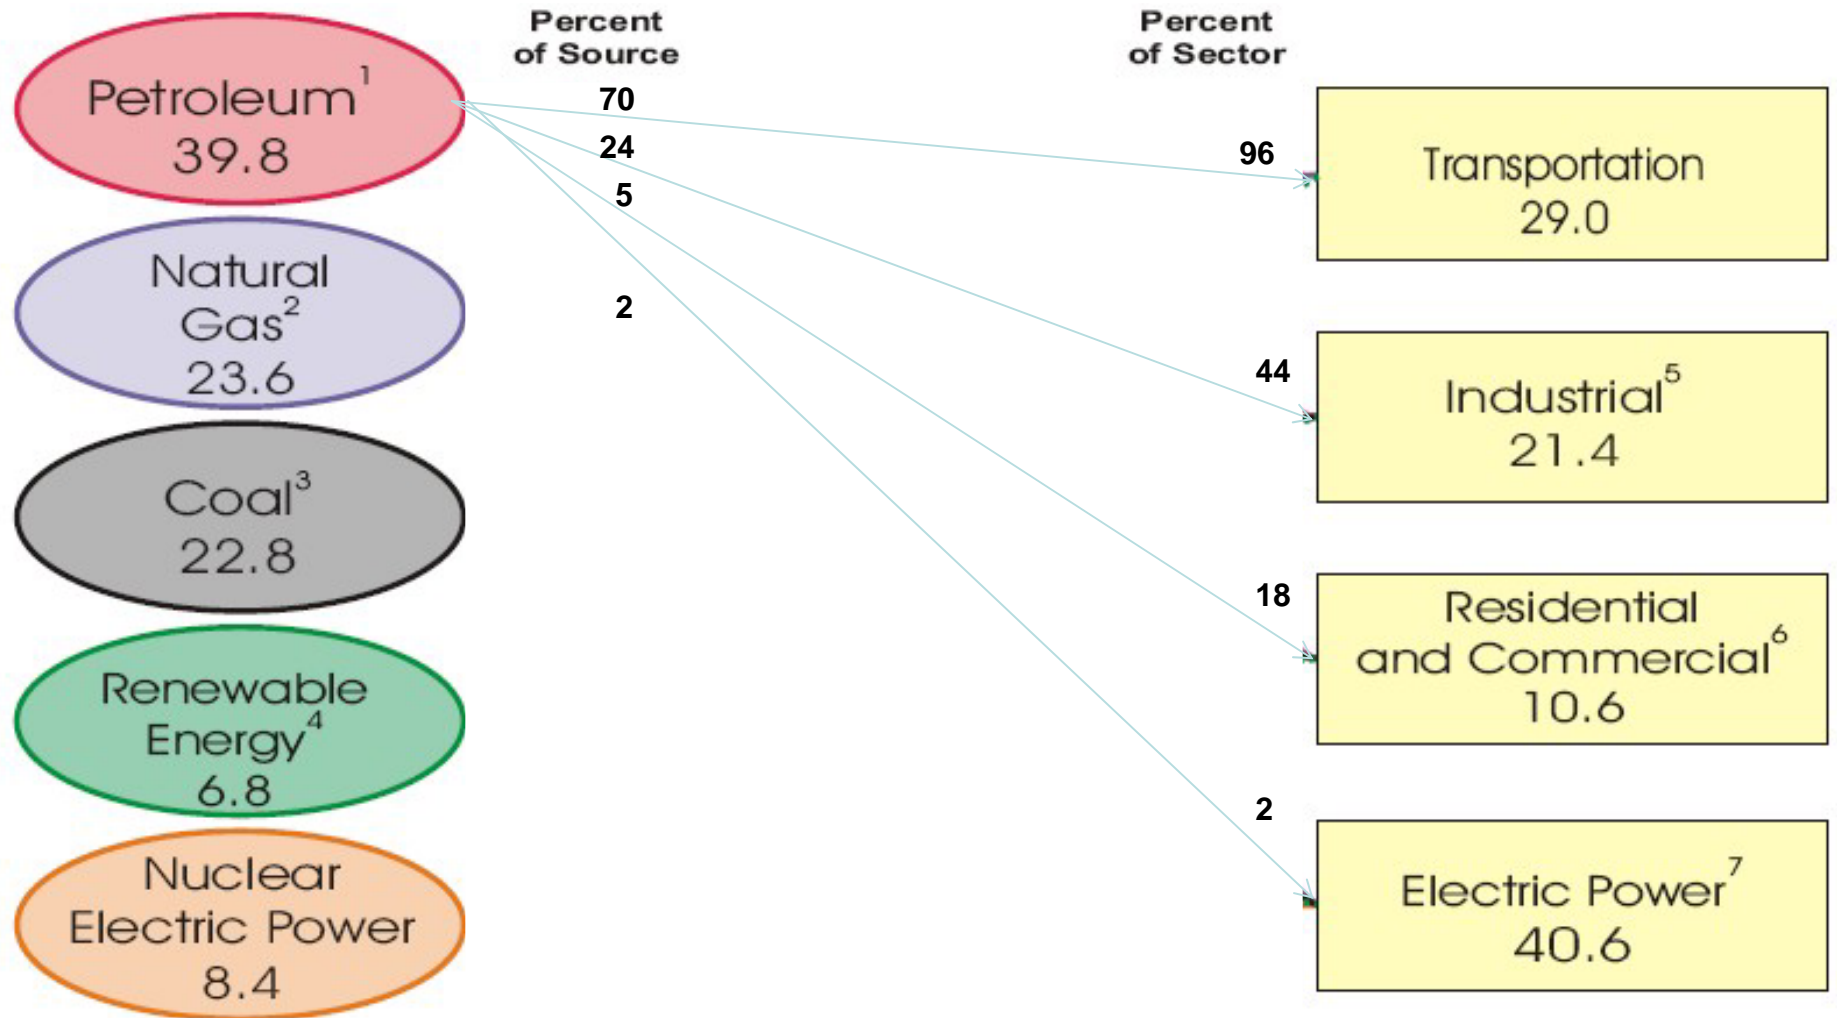 Percent
of Source
Percent
of Sector
Petroleum¹
39.8
Natural
Gas²
23.6
Coal³
22.8
Renewable
Energy⁴
6.8
Nuclear
Electric Power
8.4
70
24
5
2
96
44
18
2
Transportation
29.0
Industrial⁵
21.4
Residential
and Commercial⁶
10.6
Electric Power⁷
40.6